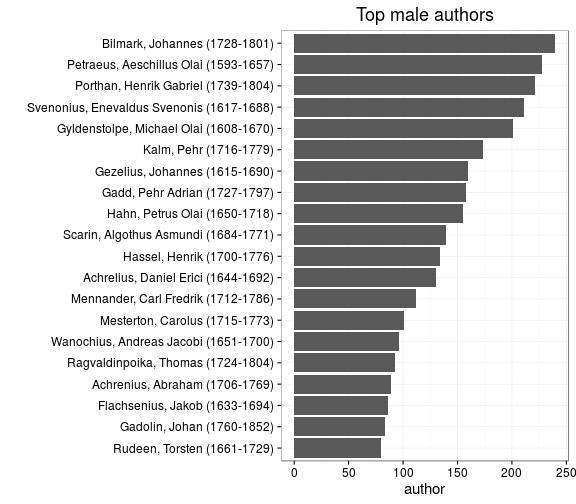 Top male authors
Bilmark, Johannes (1728-1801)
Petraeus, Aeschillus Olai (1593-1657)
Porthan, Henrik Gabriel (1739-1804)
Svenonius, Enevaldus Svenonis (1617-1688)
Gyldenstolpe, Michael Olai (1608-1670)
Kalm, Pehr (1716-1779)
Gezelius, Johannes (1615-1690)
Gadd, Pehr Adrian (1727-1797)
Hahn, Petrus Olai (1650-1718)
Scarin, Algothus Asmundi (1684-1771)
Hassel, Henrik (1700-1776)
Achrelius, Daniel Erici (1644-1692)
Mennander, Carl Fredrik (1712-1786)
Mesterton, Carolus (1715-1773)
Wanochius, Andreas Jacobi (1651-1700)
Ragvaldinpoika, Thomas (1724-1804)
Achrenius, Abraham (1706-1769)
Flachsenius, Jakob (1633-1694)
Gadolin, Johan (1760-1852)
Rudeen, Torsten (1661-1729)
0 50 100 150 200 250
author